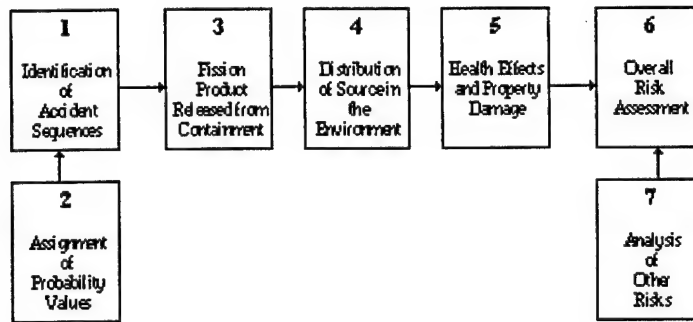 1
Identification
of
Accident
Sequences
3
Fission
Product
Released from
Containment
4
Distribution
of Source in
the
Environment
5
Health Effects
and Property
Damage
6
Overall
Risk
Assessment
2
Assignment
of
Probability
Values
7
Analysis
of
Other
Risks